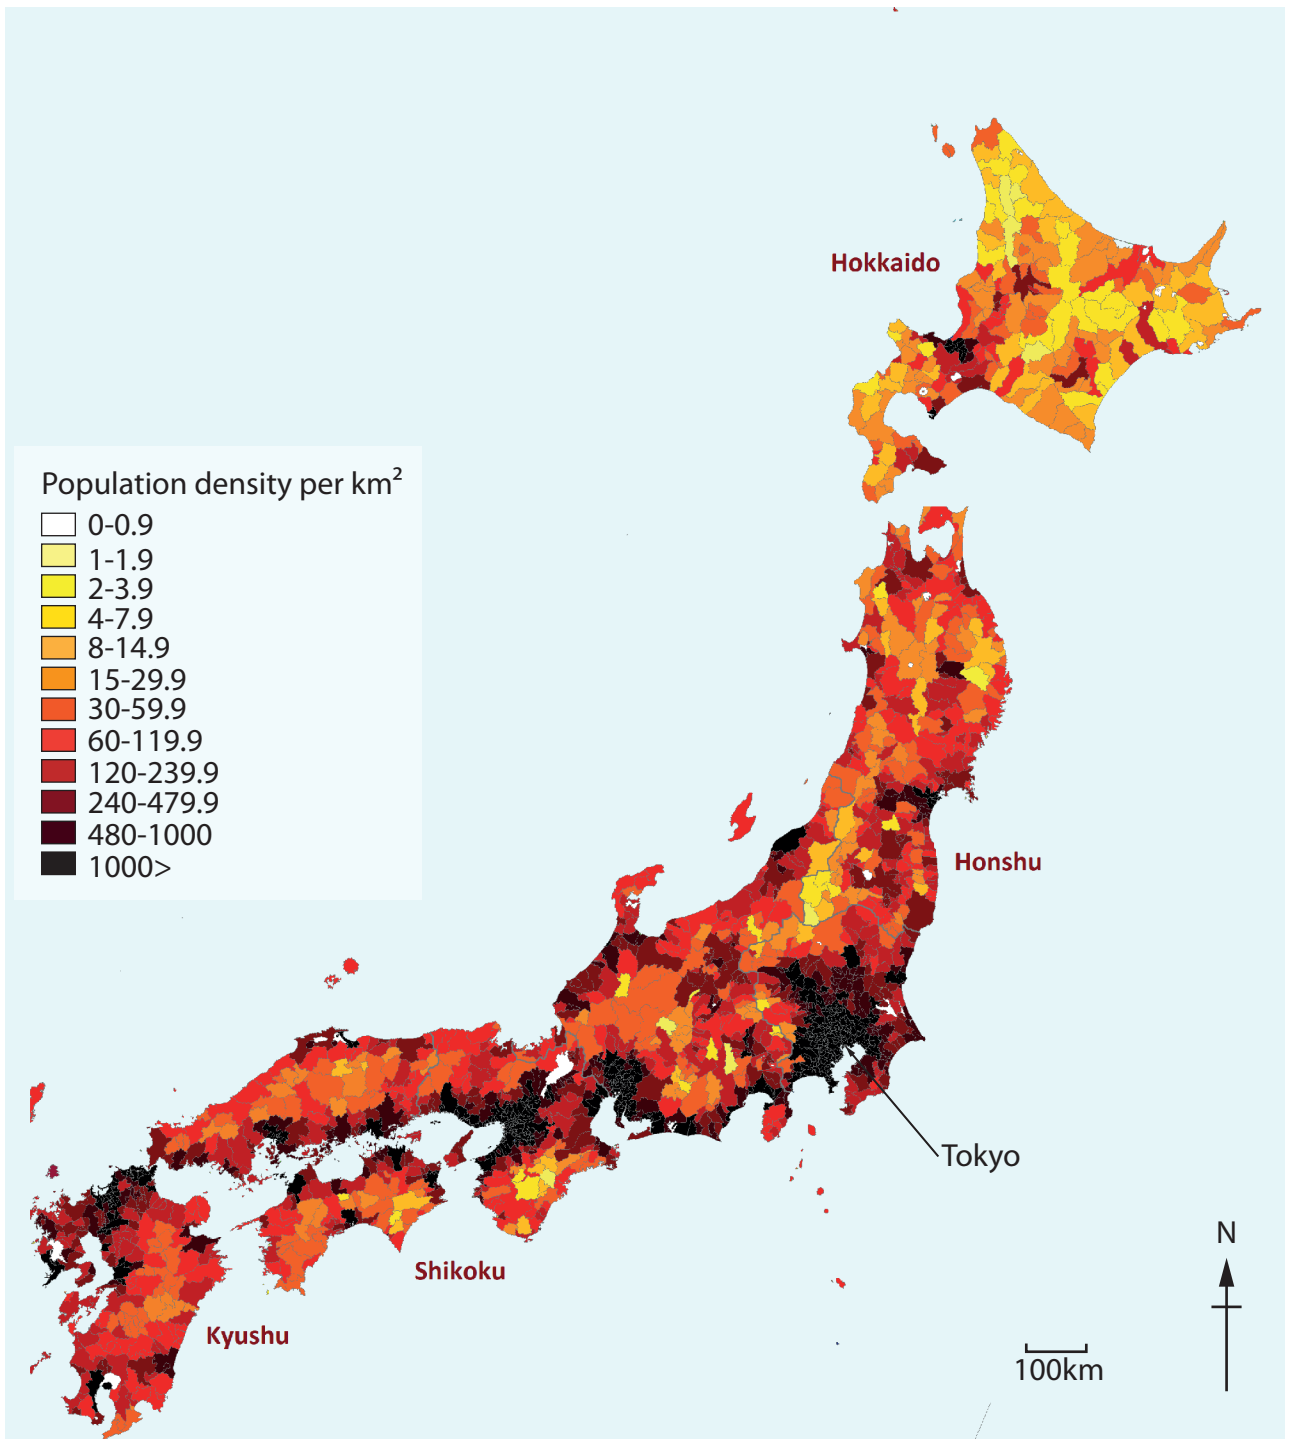 Hokkaido
Population density per km²
0-0.9
1-1.9
2-3.9
4-7.9
8-14.9
15-29.9
30-59.9
60-119.9
120-239.9
240-479.9
480-1000
1000>
Honshu
Tokyo
Shikoku
Kyushu
N
100km